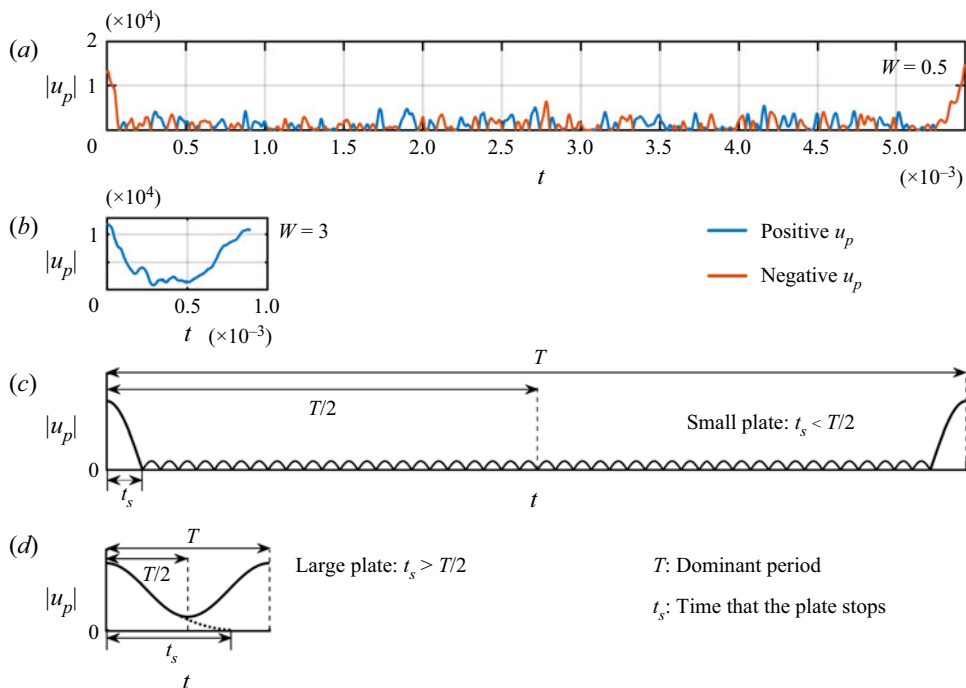 (×10⁴)
(a)
2
|u_p|
1
W = 0.5
0
0.5
1.0
1.5
2.0
2.5
3.0
3.5
4.0
4.5
5.0
t
(×10⁻³)
(×10⁴)
(b)
1
W = 3
|u_p|
0
0.5
1.0
t
(×10⁻³)
Positive u_p
Negative u_p
(c)
T
T/2
|u_p|
Small plate: t_s < T/2
0
t_s
t
(d)
T
T/2
Large plate: t_s > T/2
T: Dominant period
|u_p|
t_s: Time that the plate stops
0
t_s
t